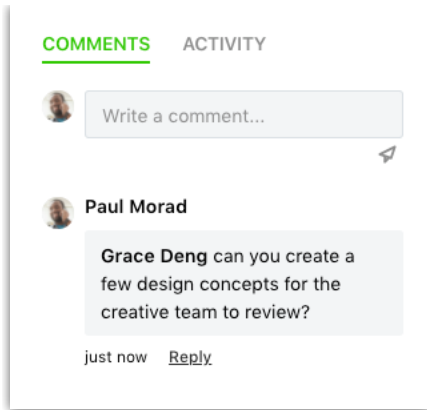 COMMENTS ACTIVITY
Write a comment...
Paul Morad
Grace Deng can you create a
few design concepts for the
creative team to review?
just now Reply